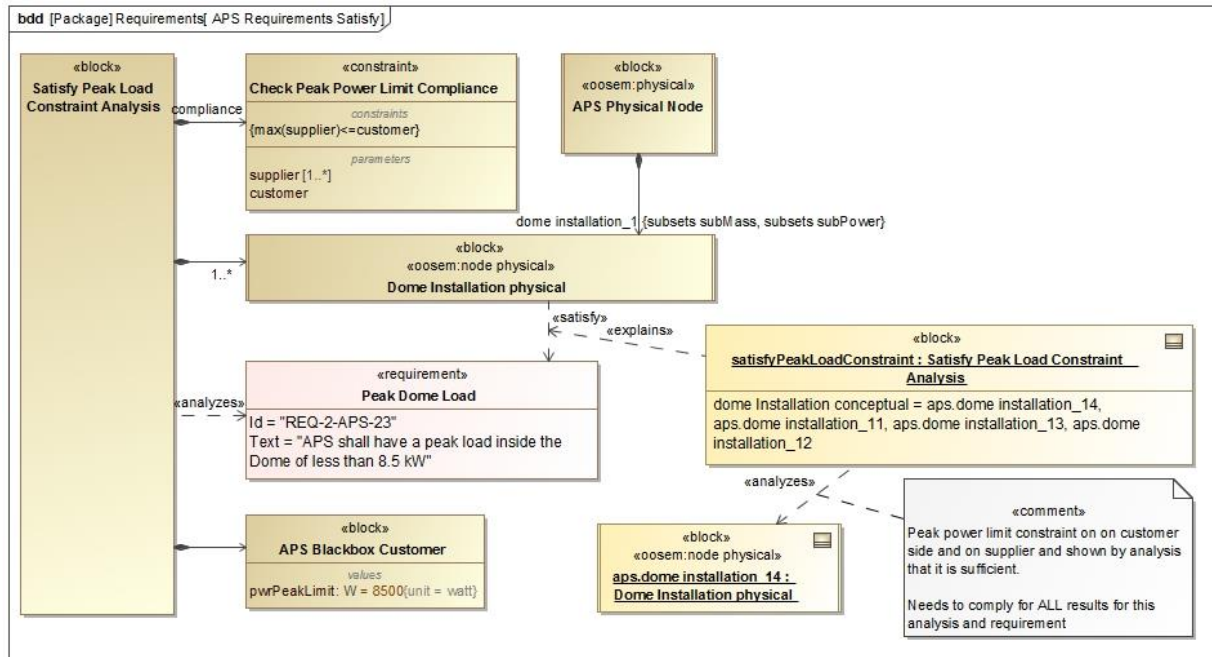 bdd [Package] Requirements[ APS Requirements Satisfy]
«block»
Satisfy Peak Load
Constraint Analysis
compliance
«constraint»
Check Peak Power Limit Compliance
constraints
{max(supplier)<=customer}
parameters
supplier [1..*]
customer
«block»
«oosem:physical»
APS Physical Node
dome installation_1 {subsets subMass, subsets subPower}
«block»
«oosem:node physical»
Dome Installation physical
1..*
«satisfy»
«explains»
«block»
satisfyPeakLoadConstraint : Satisfy Peak Load Constraint
Analysis
dome Installation conceptual = aps.dome installation_14,
aps.dome installation_11, aps.dome installation_13, aps.dome
installation_12
«analyzes»
«requirement»
Peak Dome Load
Id = "REQ-2-APS-23"
Text = "APS shall have a peak load inside the
Dome of less than 8.5 kW"
«analyzes»
«block»
APS Blackbox Customer
values
pwrPeakLimit: W = 8500{unit = watt}
«block»
«oosem:node physical»
aps.dome installation_14 :
Dome Installation physical
«comment»
Peak power limit constraint on on customer
side and on supplier and shown by analysis
that it is sufficient.
Needs to comply for ALL results for this
analysis and requirement